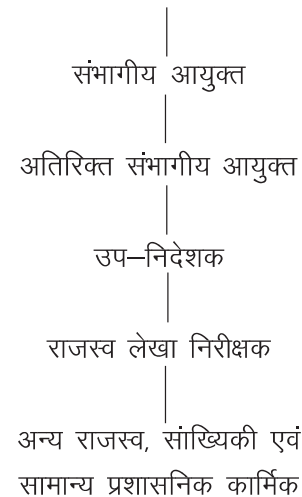 संभागीय आयुक्त
अतिरिक्त संभागीय आयुक्त
उप–निदेशक
राजस्व लेखा निरीक्षक
अन्य राजस्व, सांख्यिकी एवं
सामान्य प्रशासनिक कार्मिक